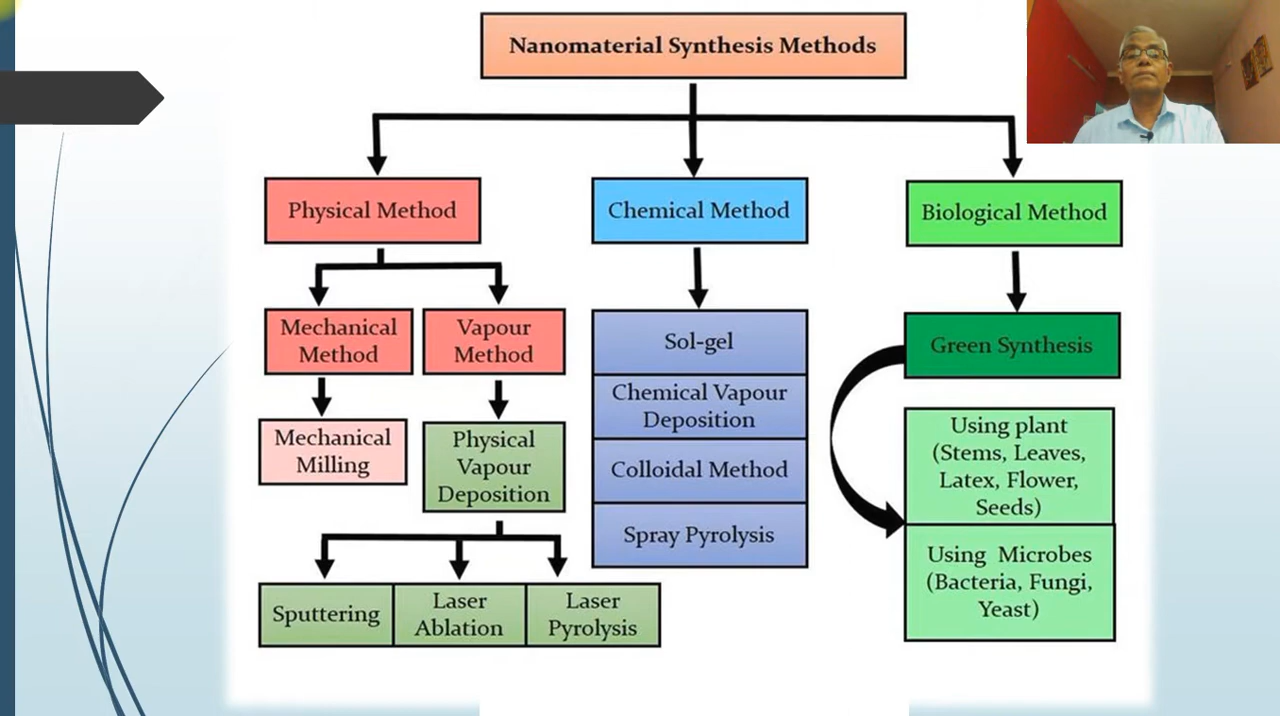 Nanomaterial Synthesis Methods
Physical Method
Chemical Method
Biological Method
Mechanical
Method
Vapour
Method
Mechanical
Milling
Physical
Vapour
Deposition
Sputtering
Laser
Ablation
Laser
Pyrolysis
Sol-gel
Chemical Vapour
Deposition
Colloidal Method
Spray Pyrolysis
Green Synthesis
Using plant
(Stems, Leaves,
Latex, Flower,
Seeds)
Using Microbes
(Bacteria, Fungi,
Yeast)